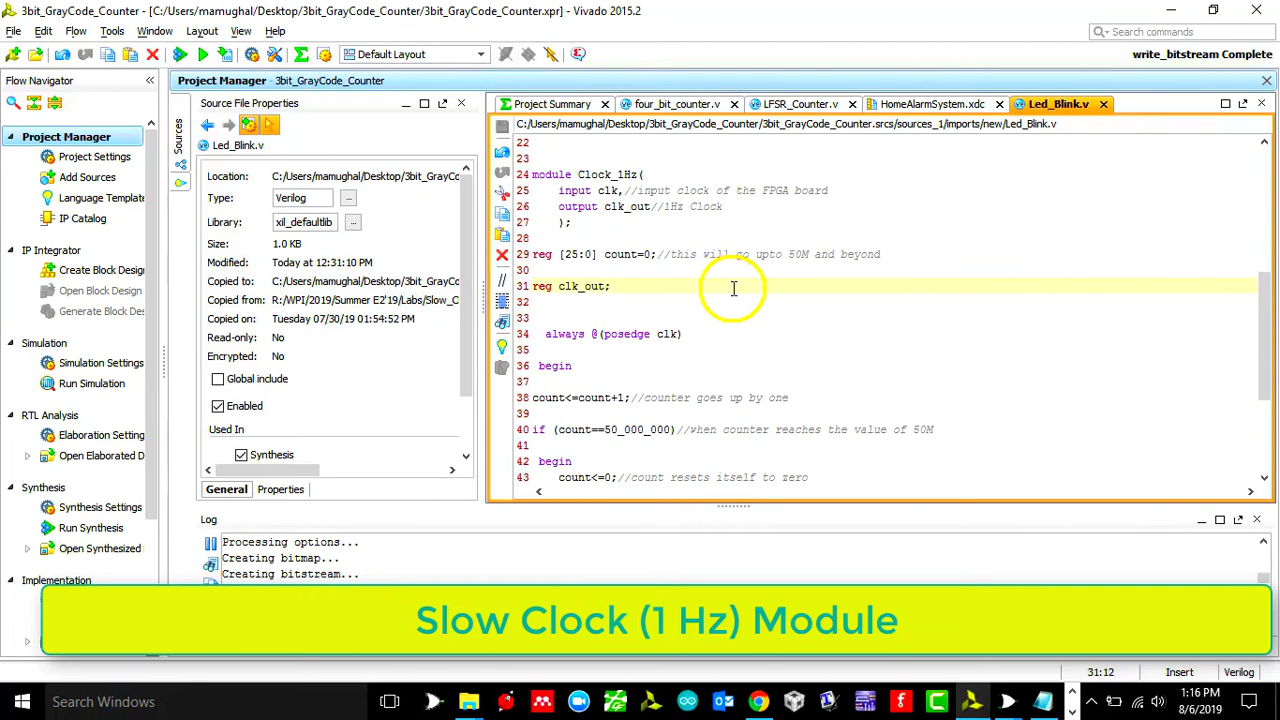 3bit_GrayCode_Counter - [C:/Users/mamughal/Desktop/3bit_GrayCode_Counter/3bit_GrayCode_Counter.xpr] - Vivado 2015.2
File Edit Flow Tools Window Layout View Help
Search commands
Default Layout
write_bitstream Complete
Flow Navigator
Project Manager
Project Settings
Add Sources
Language Template
IP Catalog
IP Integrator
Create Block Design
Open Block Design
Generate Block
Simulation
Simulation Settings
Run Simulation
RTL Analysis
Elaboration Setting
Open Elaborated D
Synthesis
Synthesis Settings
Run Synthesis
Open Synthesized
Implementation
Project Manager - 3bit_GrayCode_Counter
Sources
Source File Properties
Led_Blink.v
Location: C:/Users/mamughal/Desktop/3bit_GrayC
Type: Verilog
Library: xil_defaultlib
Size: 1.0 KB
Modified: Today at 12:31:10 PM
Copied to: C:/Users/mamughal/Desktop/3bit_GrayC
Copied from: R:/WPI/2019/Summer E2'19/Labs/Slow_C
Copied on: Tuesday 07/30/19 01:54:52 PM
Read-only: No
Encrypted: No
Global include
Enabled
Used In
Synthesis
General Properties
Project Summary four_bit_counter.v LFSR_Counter.v HomeAlarmSystem.xdc Led_Blink.v
C:/Users/mamughal/Desktop/3bit_GrayCode_Counter/3bit_GrayCode_Counter.srcs/sources_1/imports/new/Led_Blink.v
22
23
24 module Clock_1Hz(
25 input clk,//input clock of the FPGA board
26 output clk_out//1Hz Clock
27 );
28
29 reg [25:0] count=0;//this will go upto 50M and beyond
30
31 reg clk_out;
32
33
34 always @(posedge clk)
35
36 begin
37
38 count<=count+1;//counter goes up by one
39
40 if (count==50_000_000)//when counter reaches the value of 50M
41
42 begin
43 count<=0;//count resets itself to zero
Log
Processing options...
Creating bitmap...
Creating bitstream...
Slow Clock (1 Hz) Module
31:12 Insert Verilog
Search Windows
1:16 PM
8/6/2019